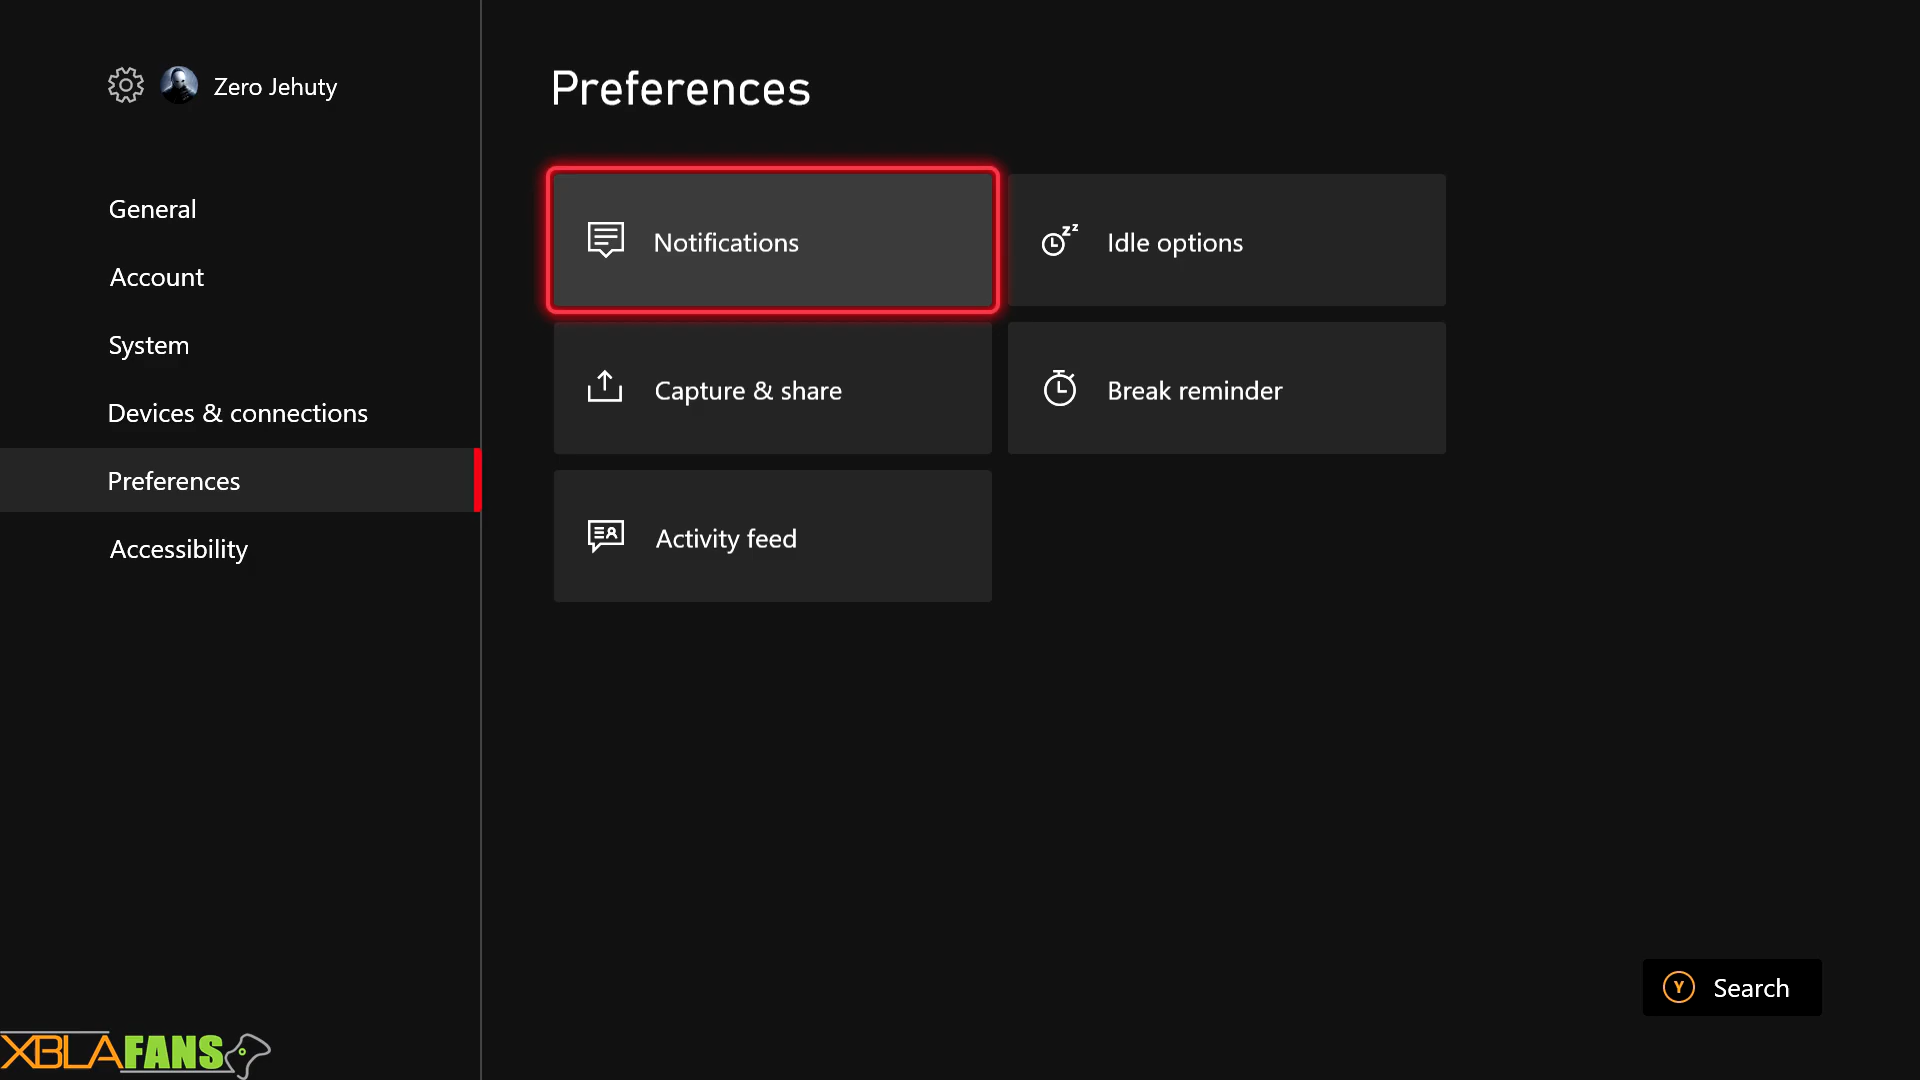 Zero Jehuty
General
Account
System
Devices & connections
Preferences
Accessibility
Preferences
Notifications
Idle options
Capture & share
Break reminder
Activity feed
Y Search
XBLAFANS